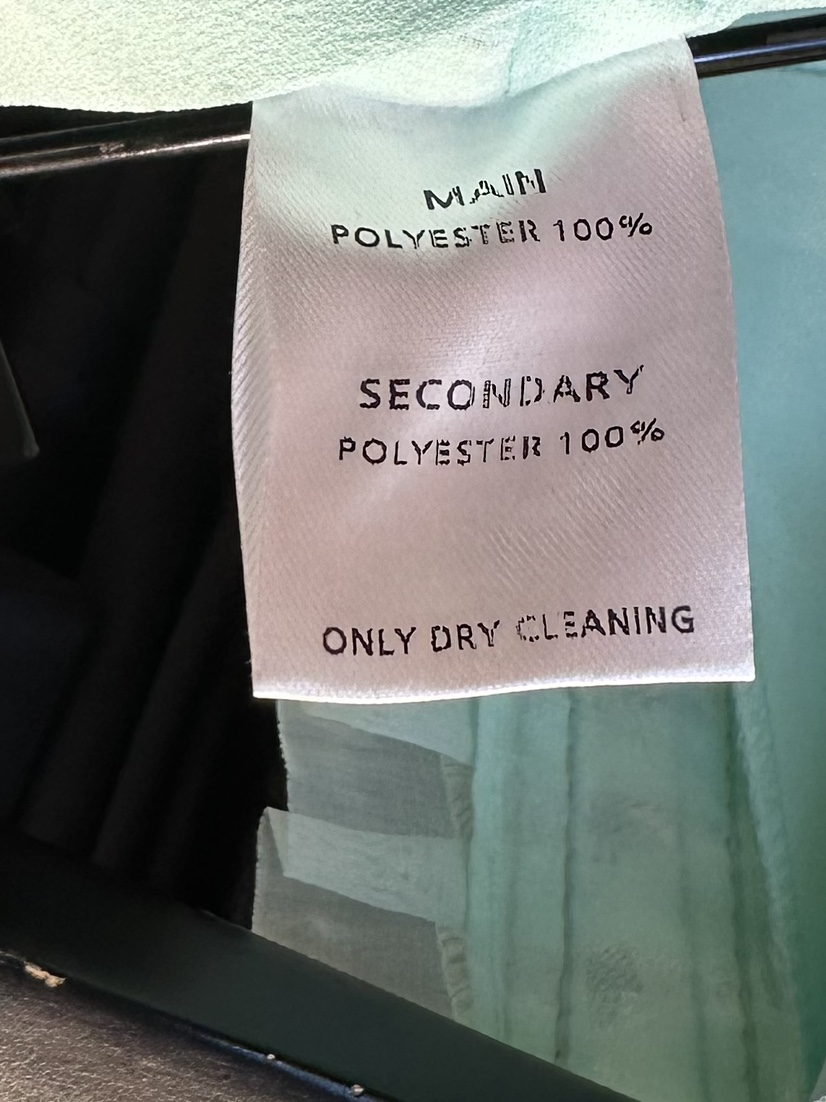 MAIN
POLYESTER 100%
SECONDARY
POLYESTER 100%
ONLY DRY CLEANING